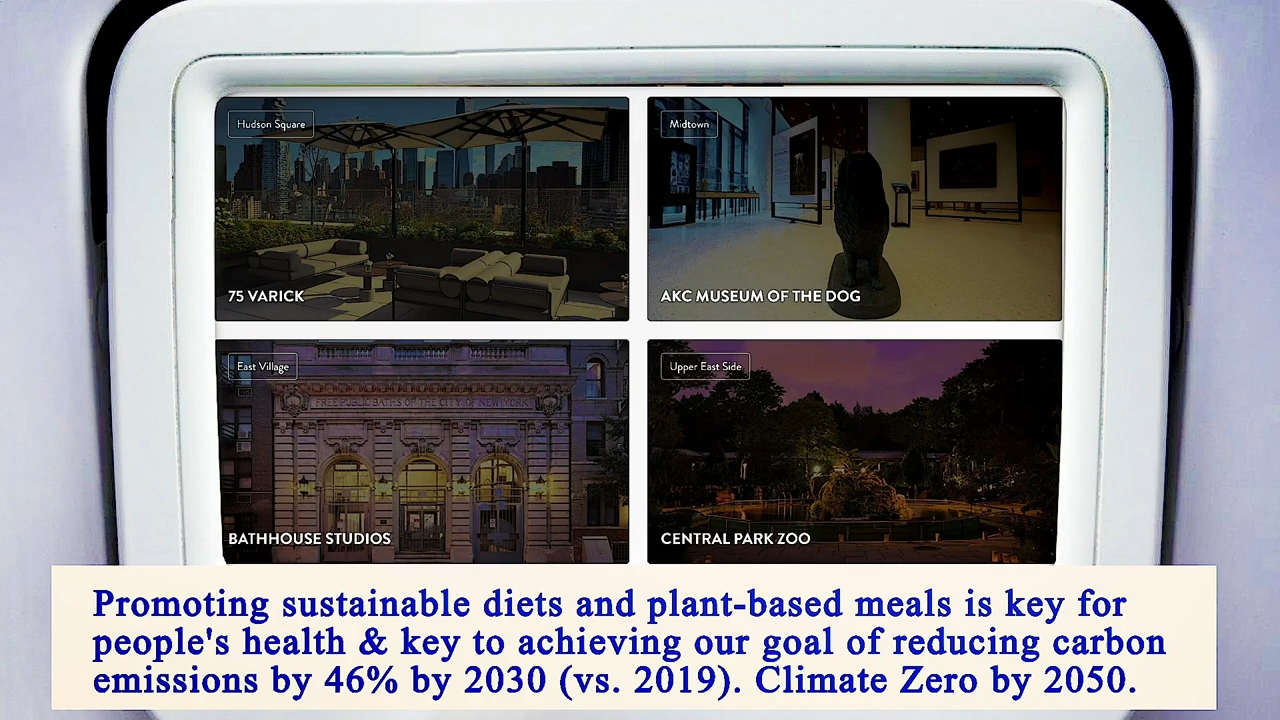 Hudson Square
75 VARICK
Midtown
AKC MUSEUM OF THE DOG
East Village
FREE PUBLIC BATHS OF THE CITY OF NEW YORK
BATHHOUSE STUDIOS
Upper East Side
CENTRAL PARK ZOO
Promoting sustainable diets and plant-based meals is key for
people's health & key to achieving our goal of reducing carbon
emissions by 46% by 2030 (vs. 2019). Climate Zero by 2050.